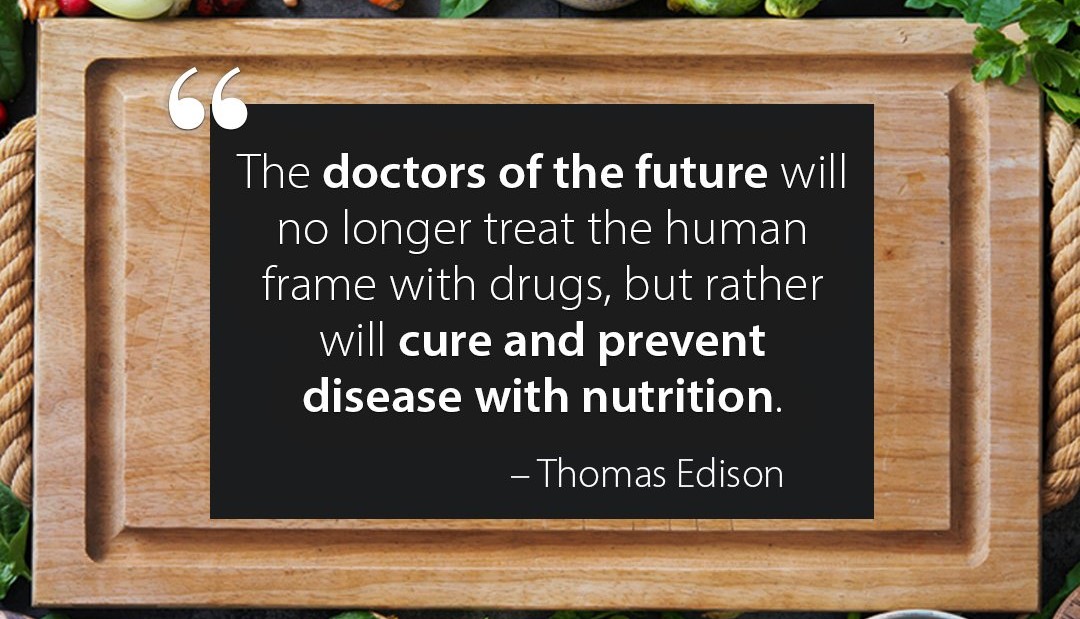 “
The doctors of the future will
no longer treat the human
frame with drugs, but rather
will cure and prevent
disease with nutrition.
– Thomas Edison